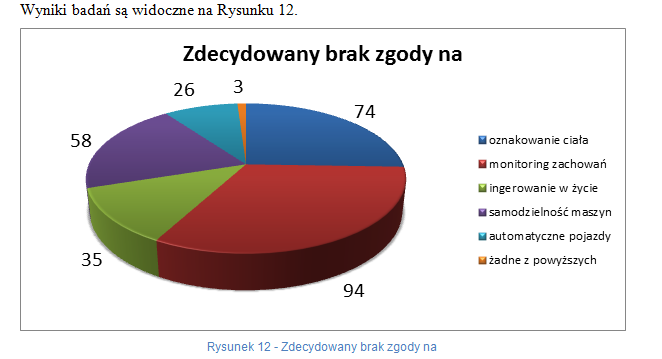 Wyniki badań są widoczne na Rysunku 12.
Zdecydowany brak zgody na
3
26
74
58
35
94
oznakowanie ciała
monitoring zachowań
ingerowanie w życie
samodzielność maszyn
automatyczne pojazdy
żadne z powyższych
Rysunek 12 - Zdecydowany brak zgody na